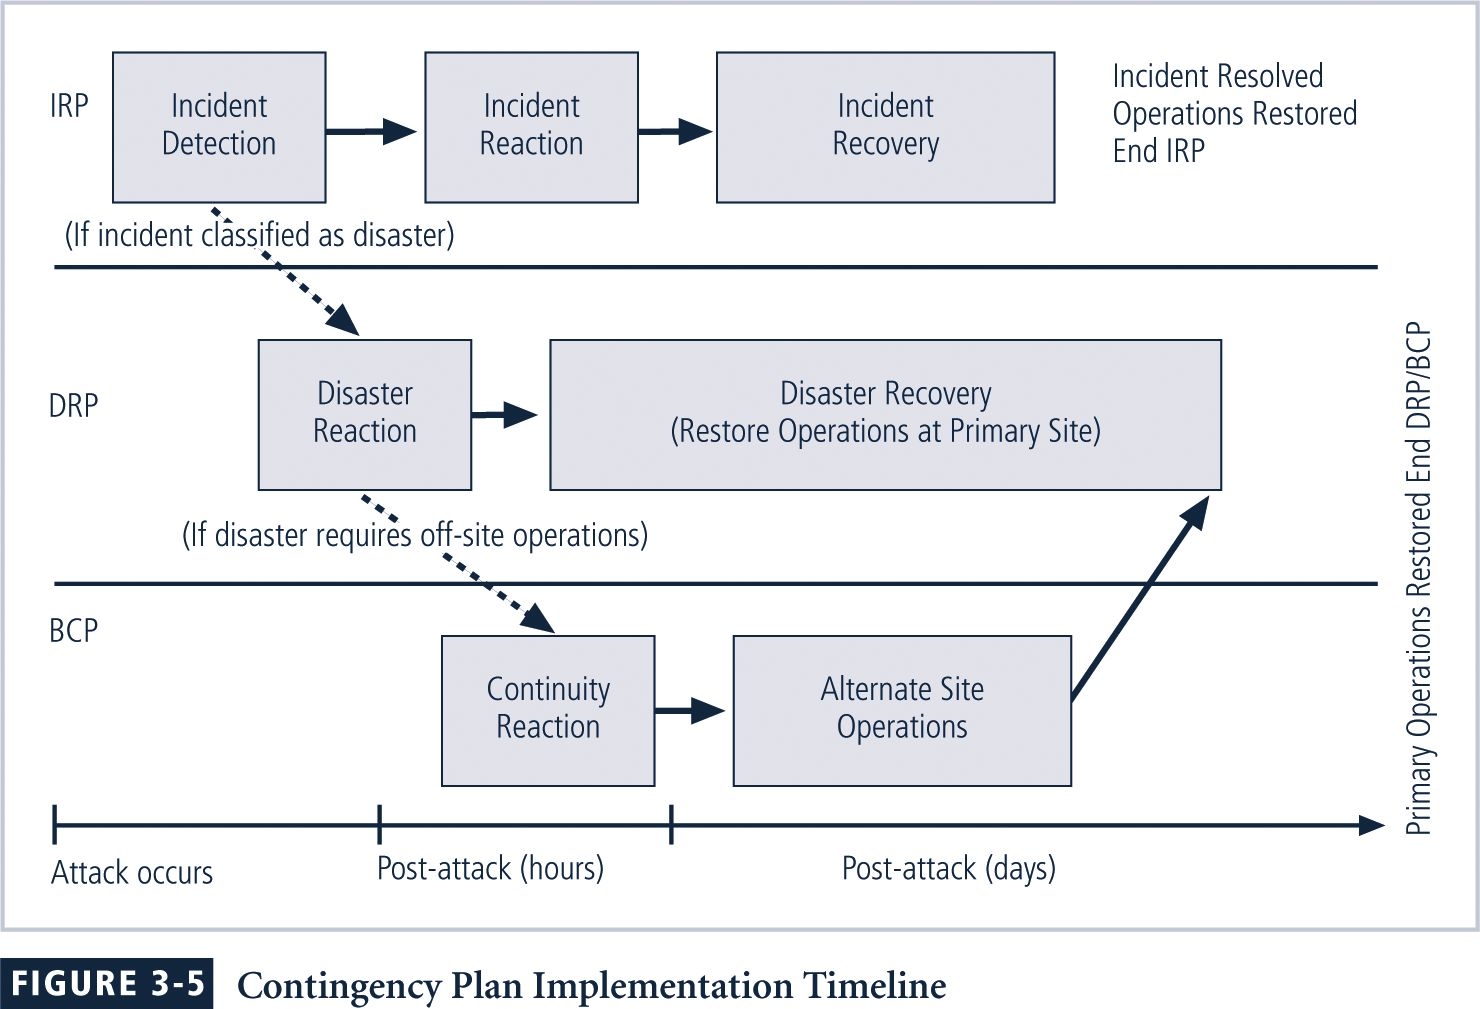 IRP
Incident
Detection
Incident
Reaction
Incident
Recovery
Incident Resolved
Operations Restored
End IRP
(If incident classified as disaster)
DRP
Disaster
Reaction
Disaster Recovery
(Restore Operations at Primary Site)
(If disaster requires off-site operations)
BCP
Continuity
Reaction
Alternate Site
Operations
Primary Operations Restored End DRP/BCP
Attack occurs
Post-attack (hours)
Post-attack (days)
FIGURE 3-5 Contingency Plan Implementation Timeline